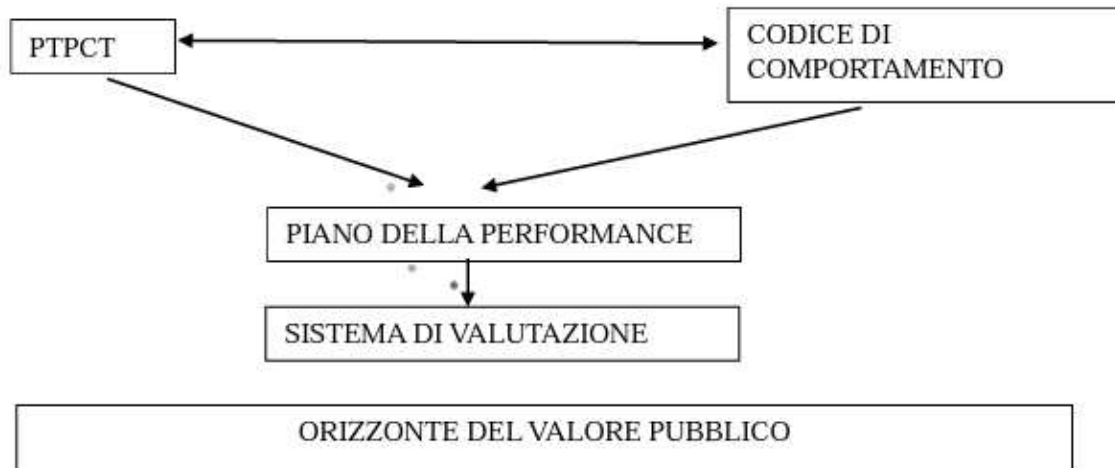 PTPCT
CODICE DI
COMPORTAMENTO
PIANO DELLA PERFORMANCE
SISTEMA DI VALUTAZIONE
ORIZZONTE DEL VALORE PUBBLICO